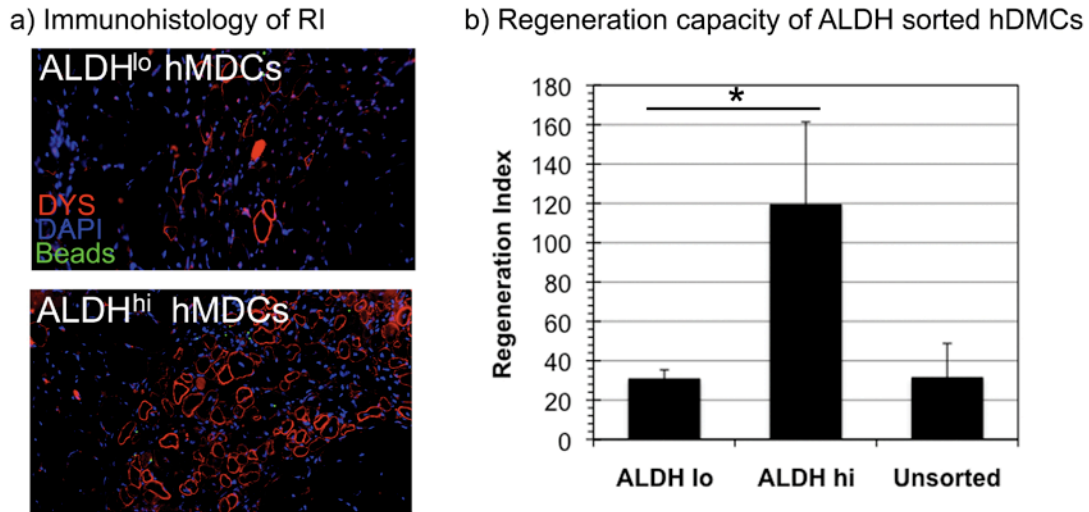 a) Immunohistology of RI
ALDHlo hMDCs
DYS
DAPI
Beads
ALDHhi hMDCs
b) Regeneration capacity of ALDH sorted hDMCs
*
Regeneration Index
180
160
140
120
100
80
60
40
20
0
ALDH lo
ALDH hi
Unsorted